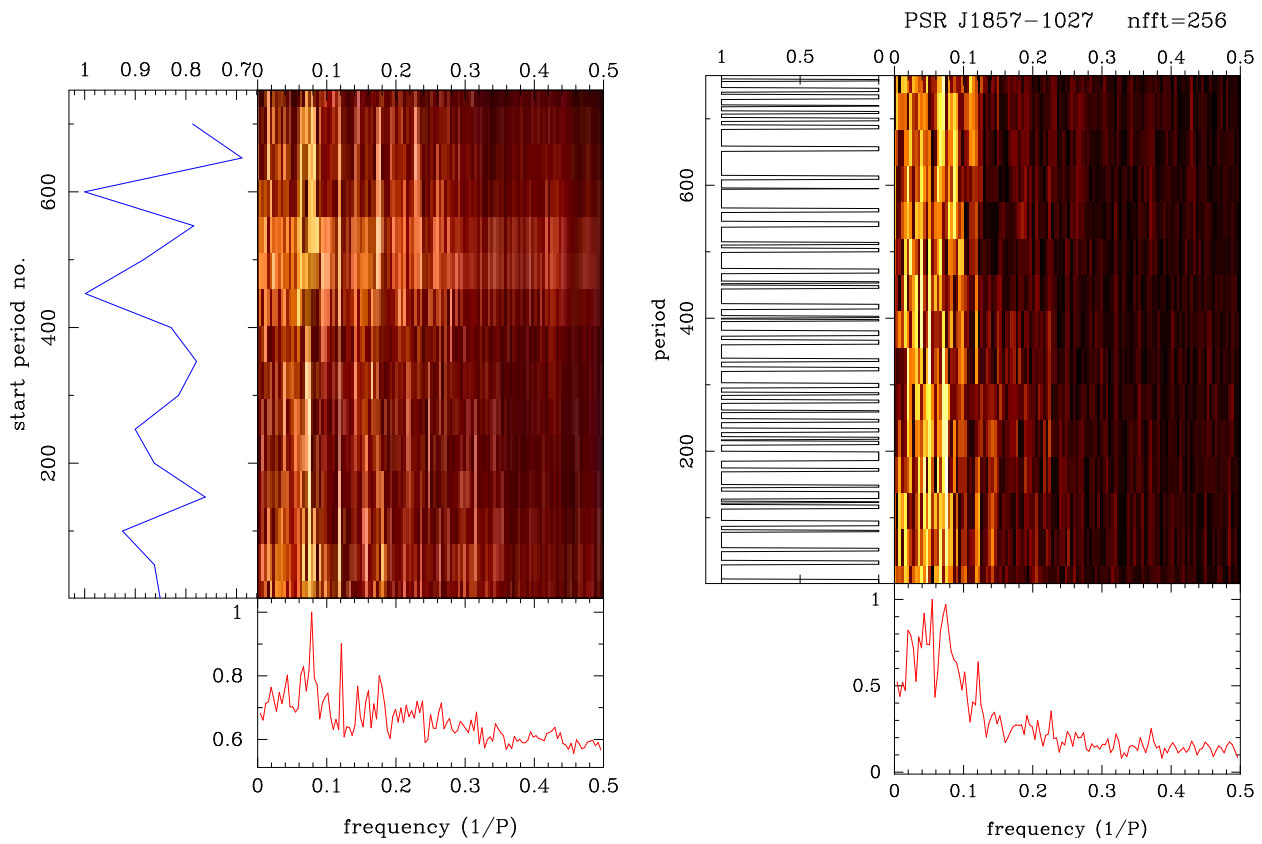 PSR J1857−1027 nfft=256
1 0.9 0.8 0.7 0 0.1 0.2 0.3 0.4 0.5
1 0.5 0 0 0.1 0.2 0.3 0.4 0.5
start period no.
200 400 600
period
200 400 600
1
0.8
0.6
0 0.1 0.2 0.3 0.4 0.5
frequency (1/P)
1
0.5
0
0 0.1 0.2 0.3 0.4 0.5
frequency (1/P)